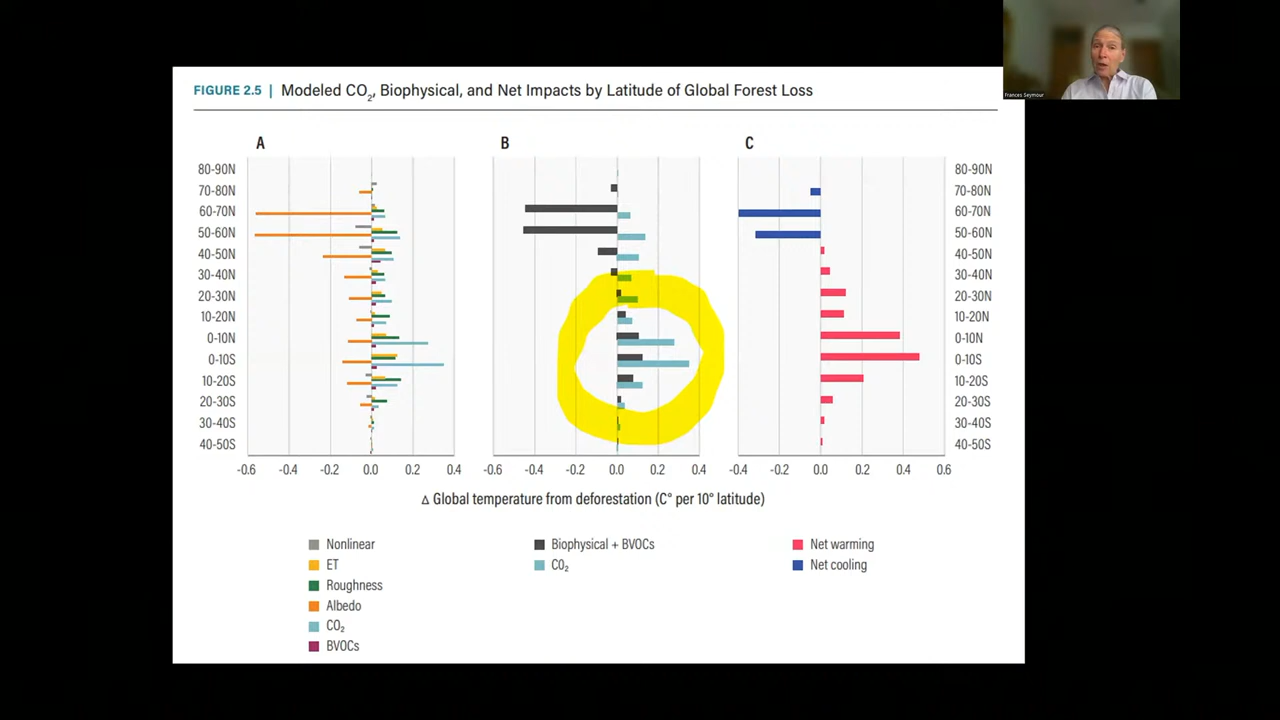 Frances Seymour
FIGURE 2.5 | Modeled CO₂, Biophysical, and Net Impacts by Latitude of Global Forest Loss
A B C
80-90N 80-90N
70-80N 70-80N
60-70N 60-70N
50-60N 50-60N
40-50N 40-50N
30-40N 30-40N
20-30N 20-30N
10-20N 10-20N
0-10N 0-10N
0-10S 0-10S
10-20S 10-20S
20-30S 20-30S
30-40S 30-40S
40-50S 40-50S
-0.6 -0.4 -0.2 0.0 0.2 0.4 -0.6 -0.4 -0.2 0.0 0.2 0.4 -0.4 -0.2 0.0 0.2 0.4 0.6
Δ Global temperature from deforestation (C° per 10° latitude)
Nonlinear Biophysical + BVOCs Net warming
ET CO₂ Net cooling
Roughness
Albedo
CO₂
BVOCs